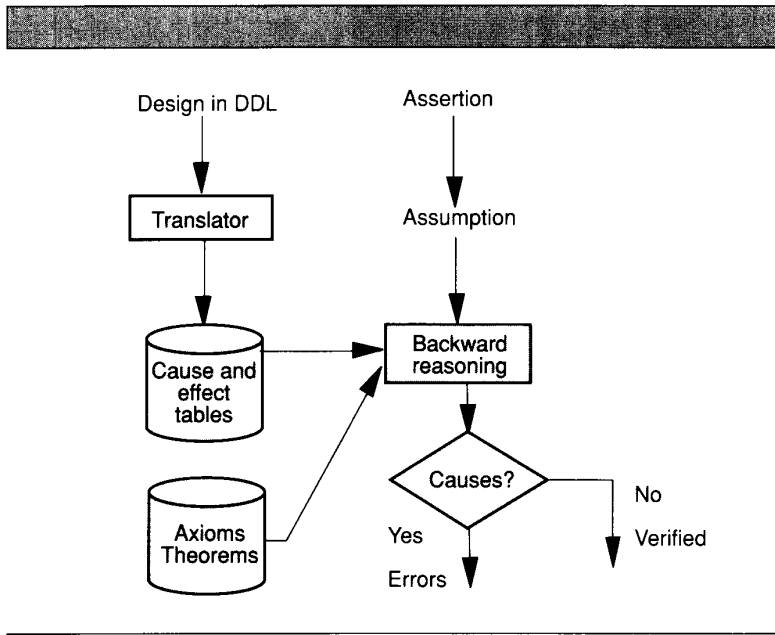 Design in DDL
Assertion
Translator
Assumption
Cause and
effect
tables
Backward
reasoning
Axioms
Theorems
Causes?
Yes
Errors
No
Verified